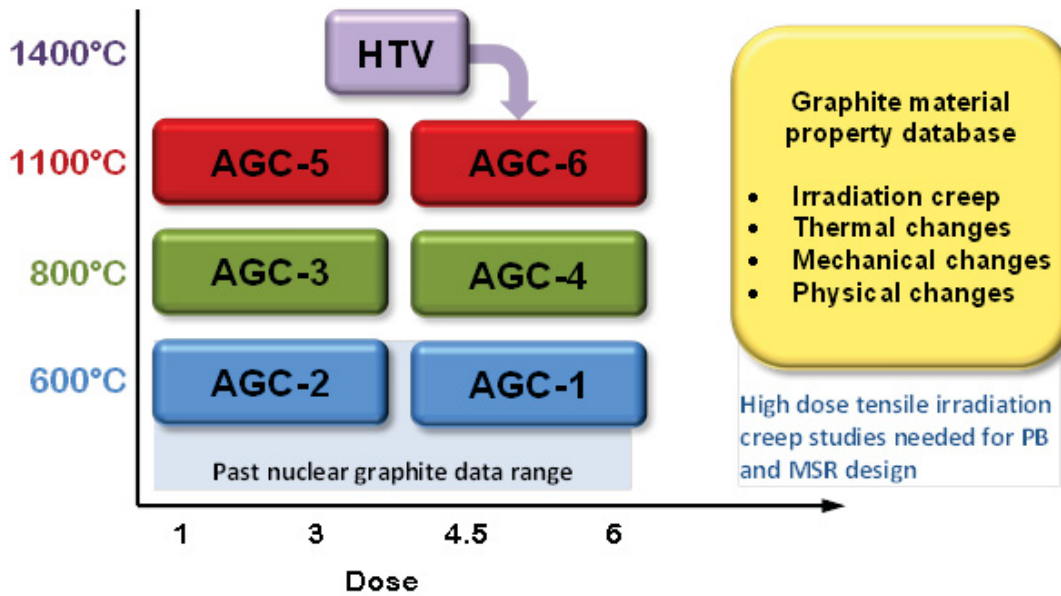 1400°C
HTV
1100°C
AGC-5
AGC-6
800°C
AGC-3
AGC-4
600°C
AGC-2
AGC-1
Past nuclear graphite data range
1 3 4.5 6
Dose
Graphite material
property database
• Irradiation creep
• Thermal changes
• Mechanical changes
• Physical changes
High dose tensile irradiation
creep studies needed for PB
and MSR design